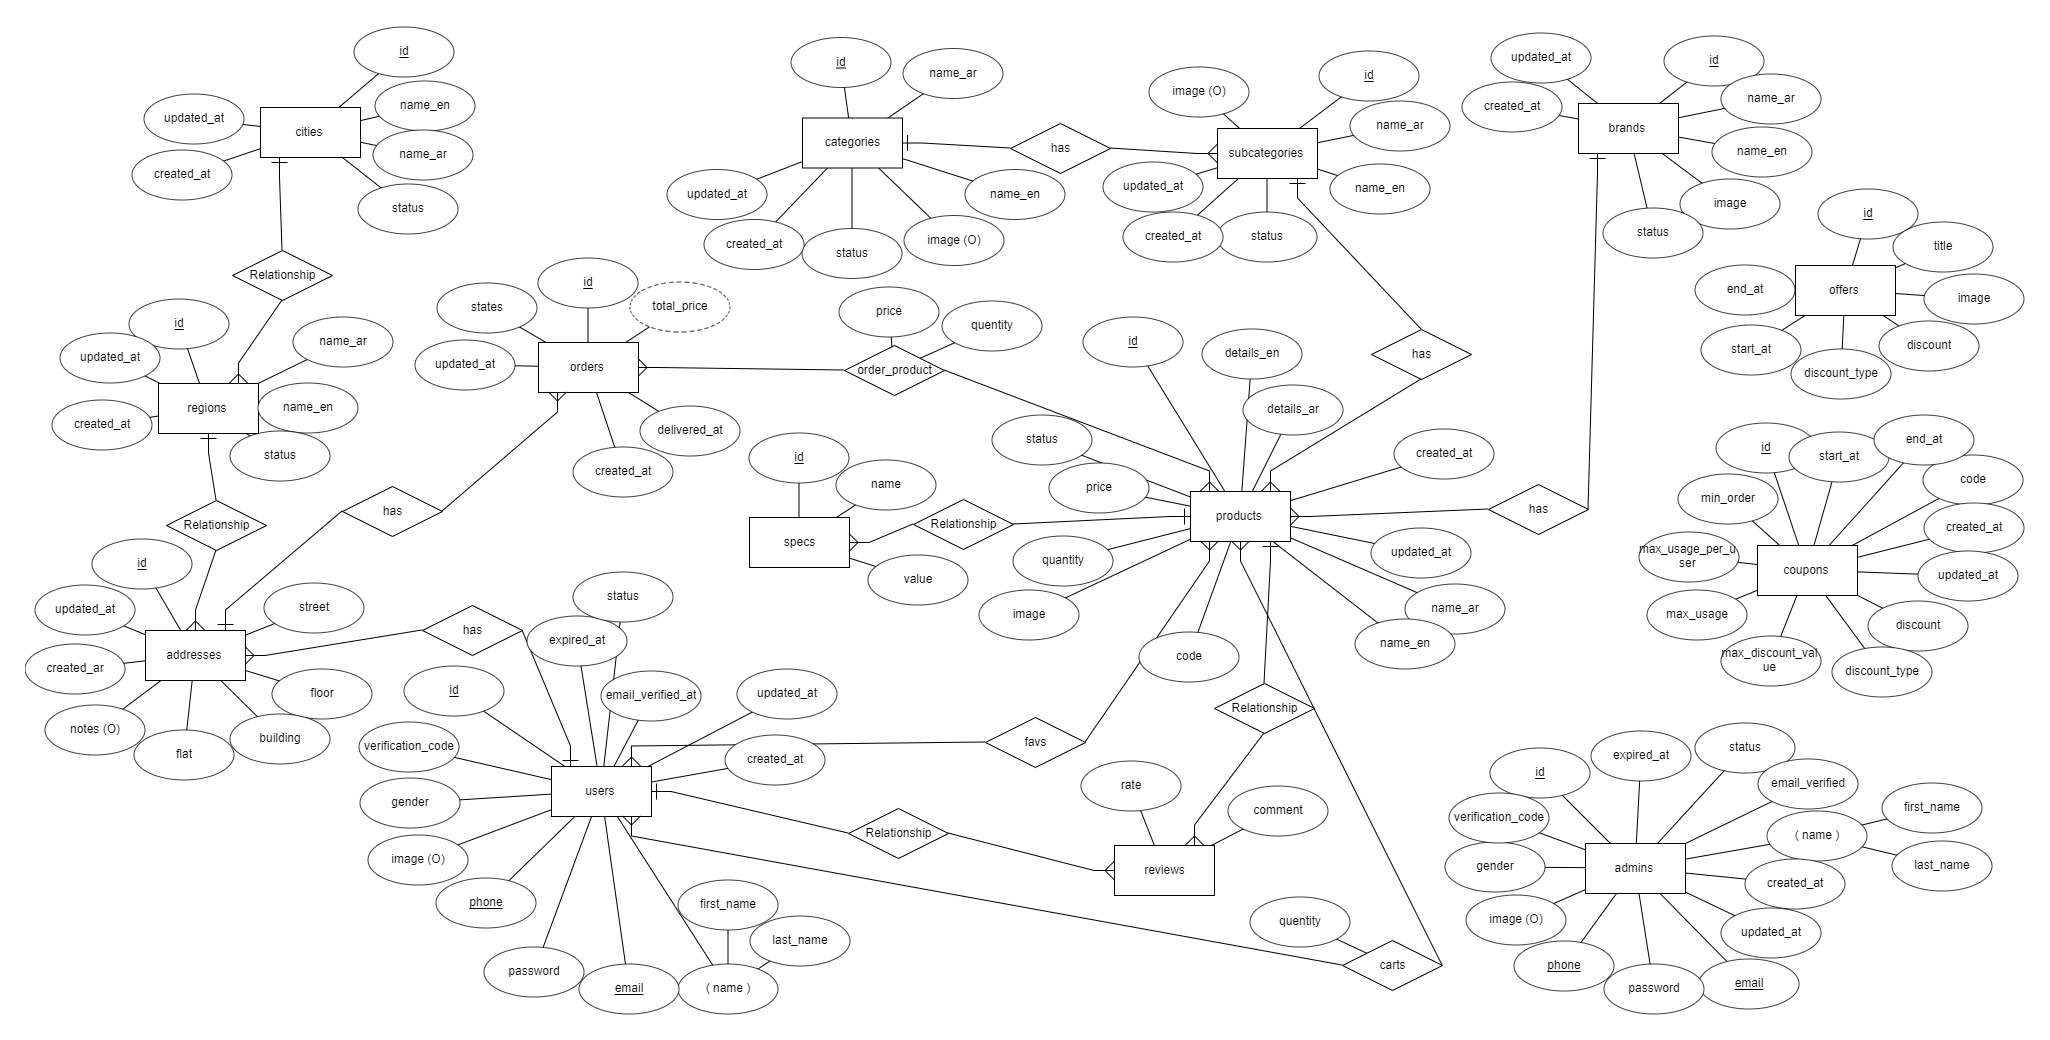 id
updated_at
cities
name_en
name_ar
created_at
status
Relationship
id
updated_at
name_ar
regions
name_en
created_at
status
Relationship
id
updated_at
street
addresses
created_ar
floor
notes (O)
flat
building
has
has
id
states
total_price
updated_at
orders
delivered_at
created_at
price
quentity
order_product
id
name_ar
categories
updated_at
name_en
created_at
status
image (O)
has
image (O)
id
name_ar
subcategories
updated_at
name_en
created_at
status
has
updated_at
id
created_at
name_ar
brands
name_en
image
status
has
id
title
end_at
offers
image
start_at
discount
discount_type
id
name
specs
value
Relationship
id
details_en
details_ar
status
created_at
price
products
quantity
updated_at
image
name_ar
name_en
code
id
start_at
end_at
code
min_order
created_at
max_usage_per_u
ser
coupons
updated_at
max_usage
discount
max_discount_val
ue
discount_type
status
expired_at
id
email_verified_at
updated_at
verification_code
created_at
gender
users
image (O)
phone
password
email
( name )
first_name
last_name
favs
Relationship
Relationship
rate
comment
reviews
quentity
carts
id
expired_at
status
email_verified
verification_code
( name )
first_name
last_name
gender
admins
created_at
image (O)
updated_at
phone
password
email